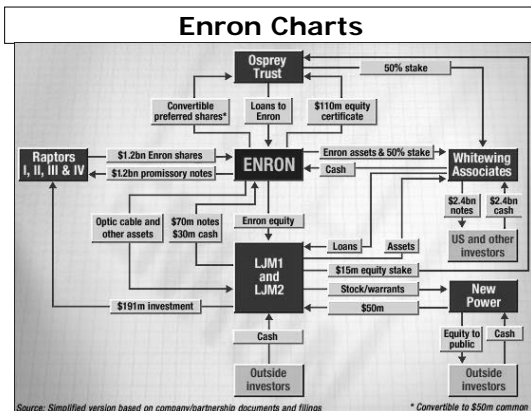 Enron Charts
Osprey
Trust
50% stake
Convertible
preferred shares*
Loans to
Enron
$110m equity
certificate
Raptors
I, II, III & IV
$1.2bn Enron shares
$1.2bn promissory notes
ENRON
Enron assets & 50% stake
Cash
Whitewing
Associates
$2.4bn
notes
$2.4bn
cash
Optic cable and
other assets
$70m notes
$30m cash
Enron equity
US and other
investors
Loans
Assets
LJM1
and
LJM2
$15m equity stake
Stock/warrants
$50m
New
Power
$191m investment
Cash
Equity to
public
Cash
Outside
investors
Outside
investors
Source: Simplified version based on company/partnership documents and filings
* Convertible to $50m common